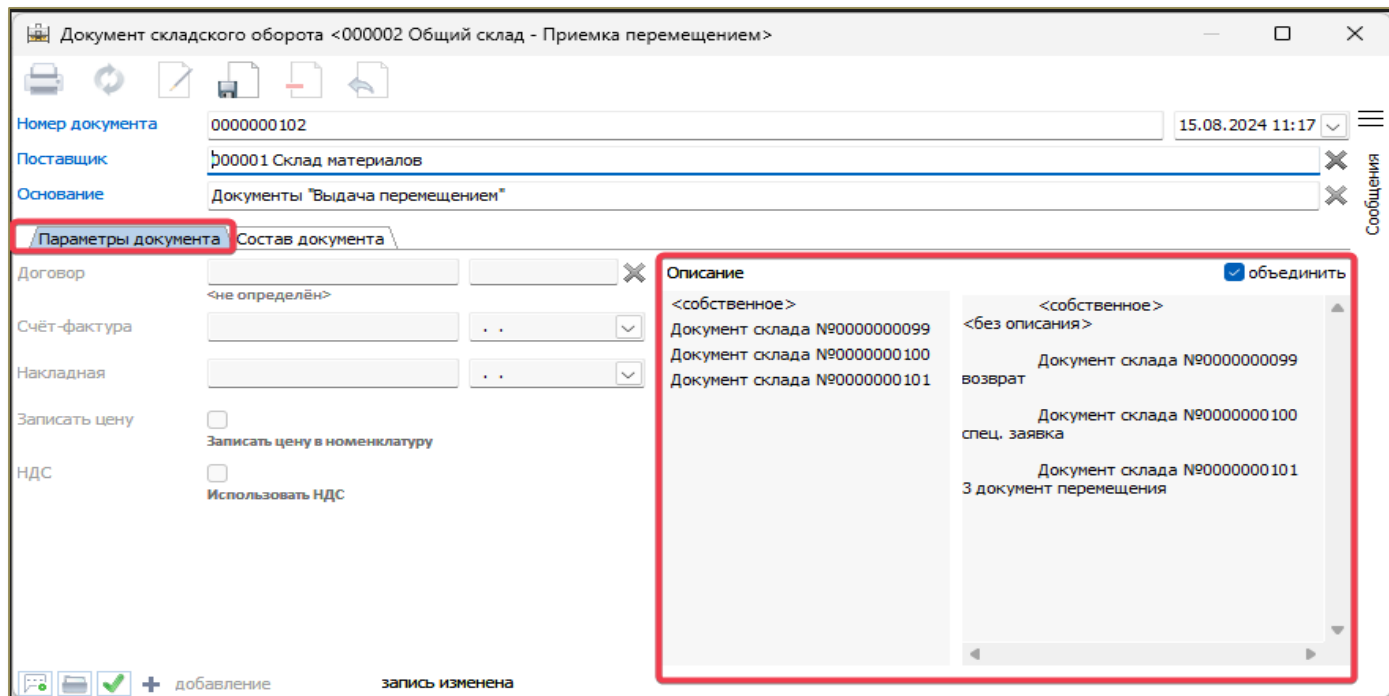 Документ складского оборота <000002 Общий склад - Приемка перемещением>
Номер документа 0000000102 15.08.2024 11:17
Поставщик 000001 Склад материалов
Основание Документы "Выдача перемещением"
Сообщения
Параметры документа Состав документа
Договор
<не определён>
Счёт-фактура . .
Накладная . .
Записать цену
Записать цену в номенклатуру
НДС
Использовать НДС
Описание объединить
<собственное>
Документ склада №0000000099
Документ склада №0000000100
Документ склада №0000000101
<собственное>
<без описания>
Документ склада №0000000099
возврат
Документ склада №0000000100
спец. заявка
Документ склада №0000000101
3 документ перемещения
добавление запись изменена